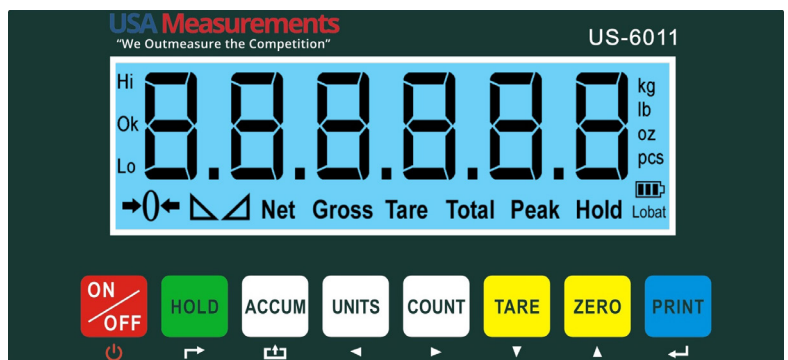 USA Measurements
“We Outmeasure the Competition”
US-6011
Hi
Ok
Lo
8.8.8.8.8.8
kg
lb
oz
pcs
→0← Net Gross Tare Total Peak Hold Lobat
ON/OFF HOLD ACCUM UNITS COUNT TARE ZERO PRINT